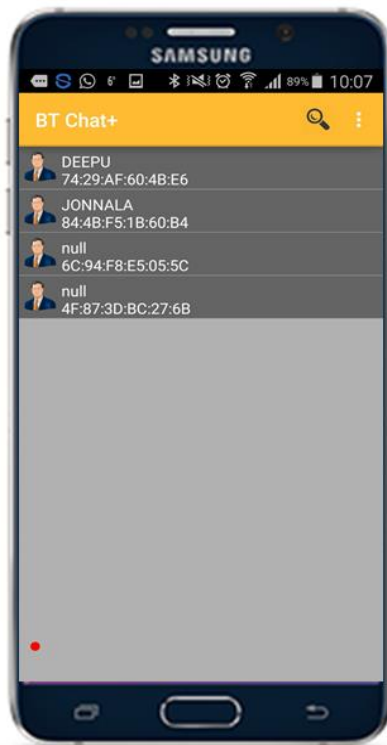 SAMSUNG
6° 89% 10:07
BT Chat+
DEEPU
74:29:AF:60:4B:E6
JONNALA
84:4B:F5:1B:60:B4
null
6C:94:F8:E5:05:5C
null
4F:87:3D:BC:27:6B